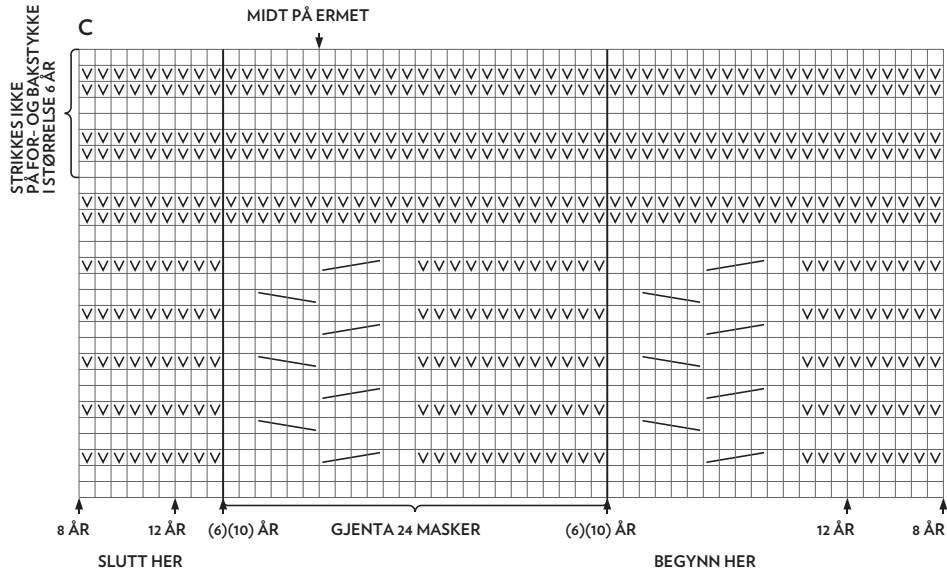 MIDT PÅ ERMET
C
STRIKKES IKKE
PÅ FOR- OG BAKSTYKKE
I STØRRELSE 6 ÅR
8 ÅR
12 ÅR
(6)(10) ÅR
GJENTA 24 MASKER
(6)(10) ÅR
12 ÅR
8 ÅR
SLUTT HER
BEGYNN HER